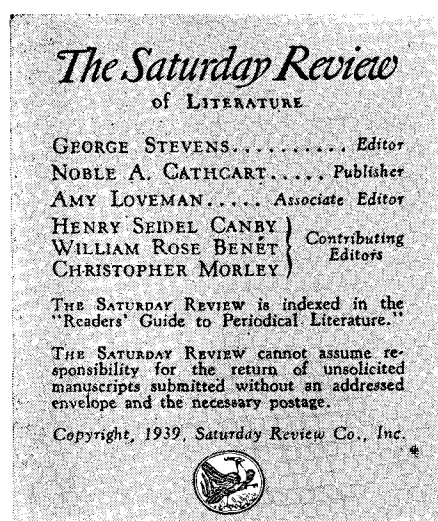 The Saturday Review
of LITERATURE
GEORGE STEVENS.......... Editor
NOBLE A. CATHCART..... Publisher
AMY LOVEMAN..... Associate Editor
HENRY SEIDEL CANBY
WILLIAM ROSE BENÉT
CHRISTOPHER MORLEY
Contributing
Editors
THE SATURDAY REVIEW is indexed in the
"Readers' Guide to Periodical Literature."
THE SATURDAY REVIEW cannot assume re-
sponsibility for the return of unsolicited
manuscripts submitted without an addressed
envelope and the necessary postage.
Copyright, 1939, Saturday Review Co., Inc.